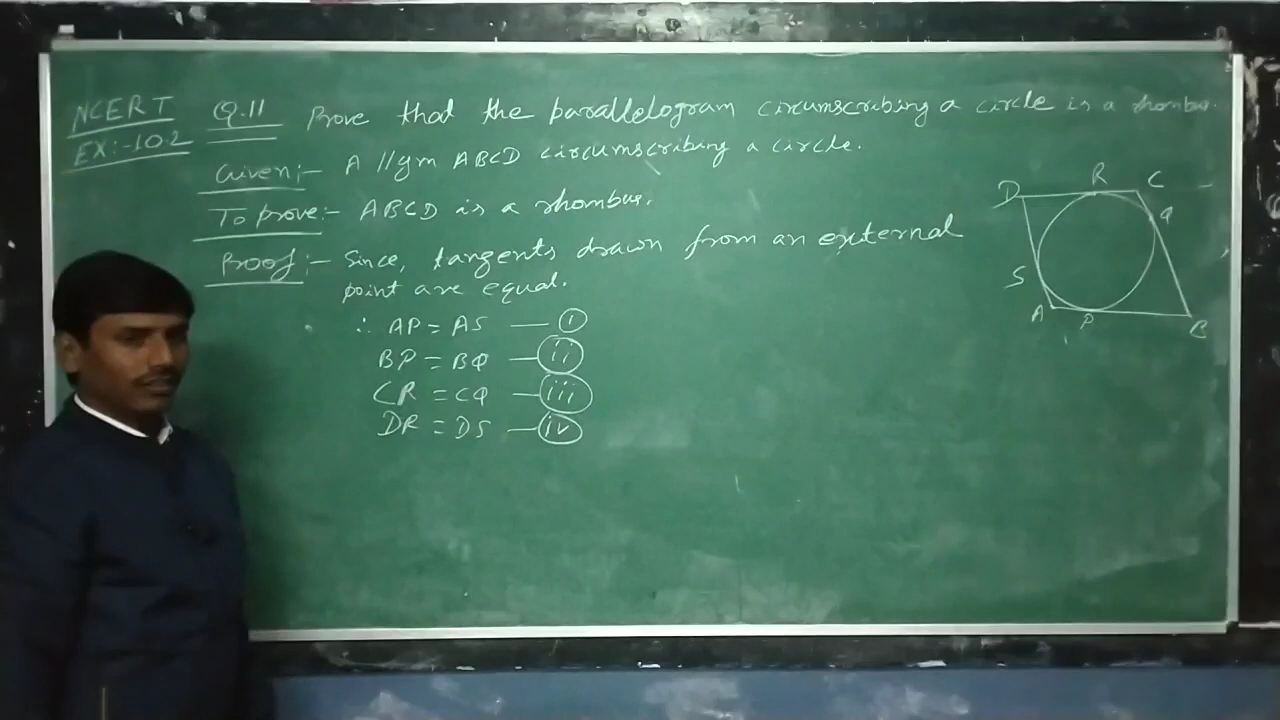 NCERT
EX:-10.2
Q.11 Prove that the parallelogram circumscribing a circle is a rhombus.
Given:- A //gm ABCD circumscribing a circle.
To prove:- ABCD is a rhombus.
Proof:- Since, tangents drawn from an external
point are equal.
∴ AP = AS — (i)
BP = BQ — (ii)
CR = CQ — (iii)
DR = DS — (iv)
D R C
Q
S
A P B